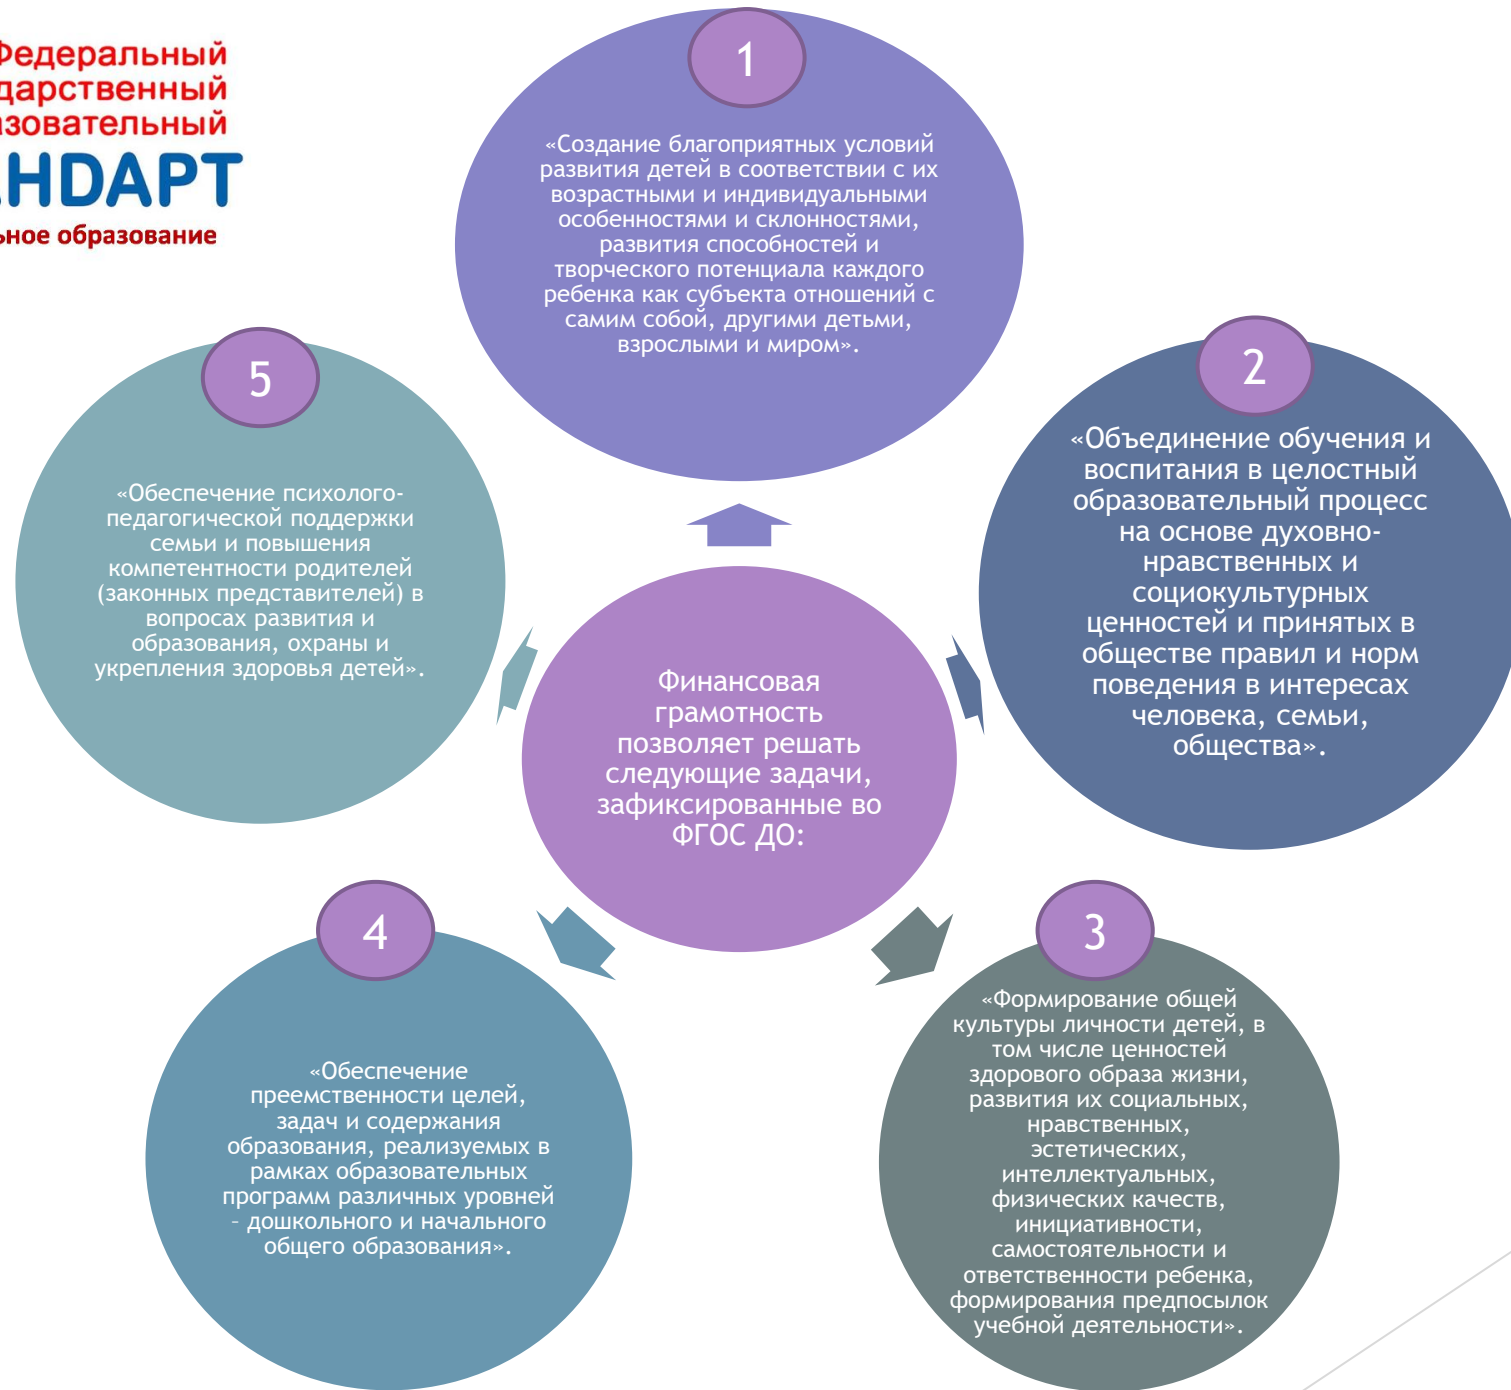 Федеральный
дарственный
азовательный
НДАРТ
ьное образование
1
«Создание благоприятных условий
развития детей в соответствии с их
возрастными и индивидуальными
особенностями и склонностями,
развития способностей и
творческого потенциала каждого
ребенка как субъекта отношений с
самим собой, другими детьми,
взрослыми и миром».
2
«Объединение обучения и
воспитания в целостный
образовательный процесс
на основе духовно-
нравственных и
социокультурных
ценностей и принятых в
обществе правил и норм
поведения в интересах
человека, семьи,
общества».
5
«Обеспечение психолого-
педагогической поддержки
семьи и повышения
компетентности родителей
(законных представителей) в
вопросах развития и
образования, охраны и
укрепления здоровья детей».
Финансовая
грамотность
позволяет решать
следующие задачи,
зафиксированные во
ФГОС ДО:
4
«Обеспечение
преемственности целей,
задач и содержания
образования, реализуемых в
рамках образовательных
программ различных уровней
– дошкольного и начального
общего образования».
3
«Формирование общей
культуры личности детей, в
том числе ценностей
здорового образа жизни,
развития их социальных,
нравственных,
эстетических,
интеллектуальных,
физических качеств,
инициативности,
самостоятельности и
ответственности ребенка,
формирования предпосылок
учебной деятельности».